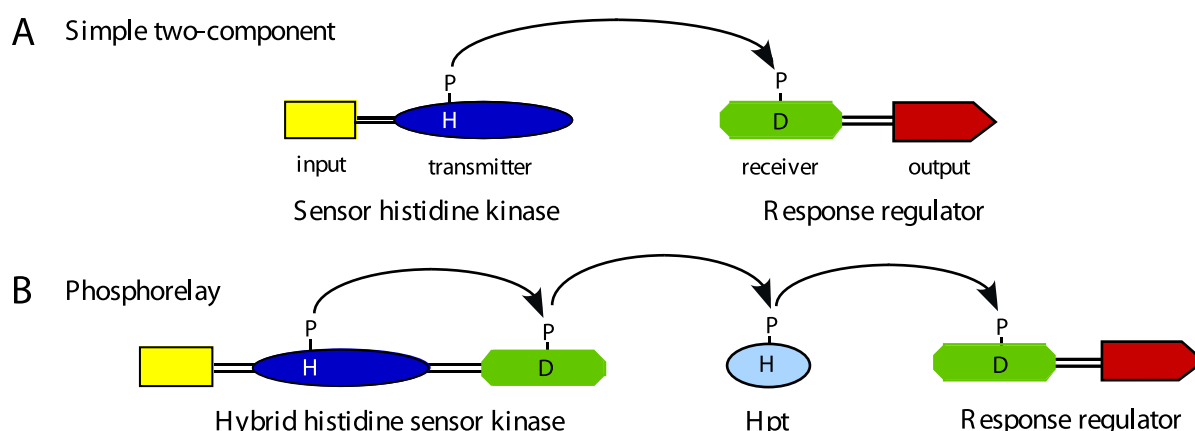 A Simple two-component
P P
H D
input transmitter receiver output
Sensor histidine kinase Response regulator
B Phosphorelay
P P P P
H D H D
Hybrid histidine sensor kinase Hpt Response regulator